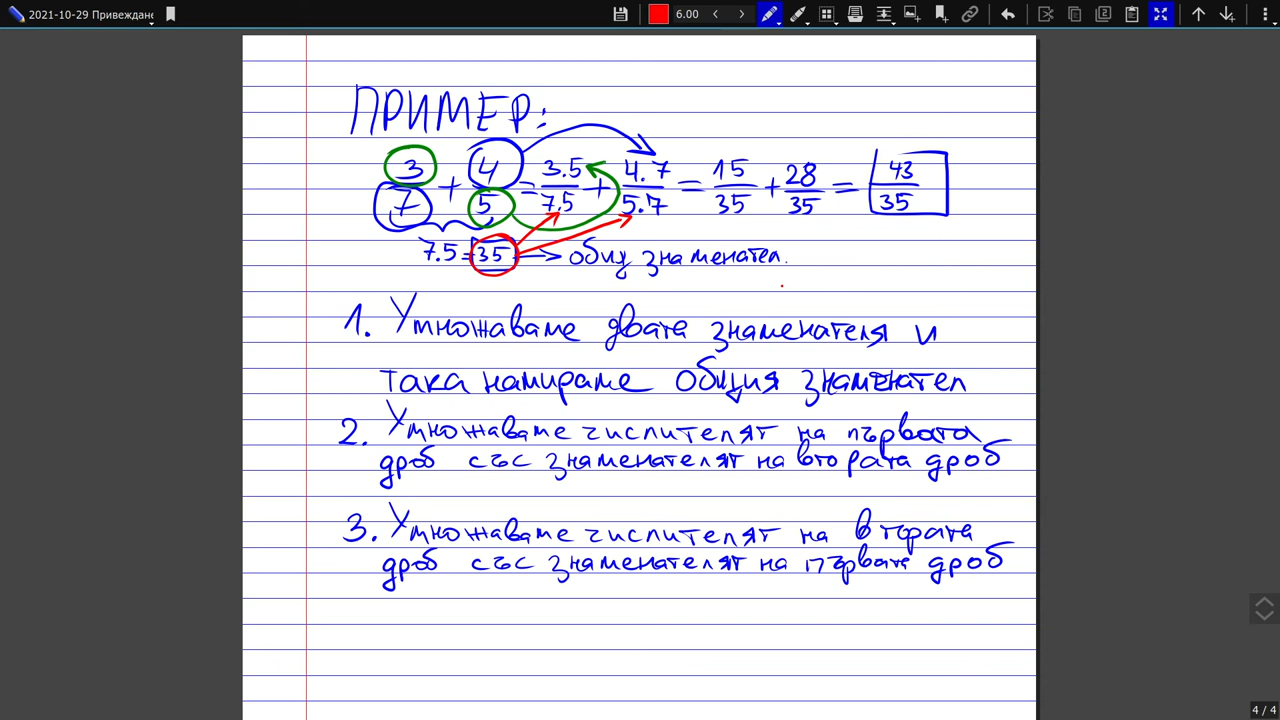 2021-10-29 Привеждане
6.00
ПРИМЕР:
3/7 + 4/5 = 3.5/7.5 + 4.7/5.7 = 15/35 + 28/35 = 43/35
7.5=35 → общ знаменател.
1. Умножаваме двата знаменателя и
така намираме общия знаменател
2. Умножаваме числителят на първата
дроб със знаменателят на втората дроб
3. Умножаваме числителят на втората
дроб със знаменателят на първата дроб
4 / 4